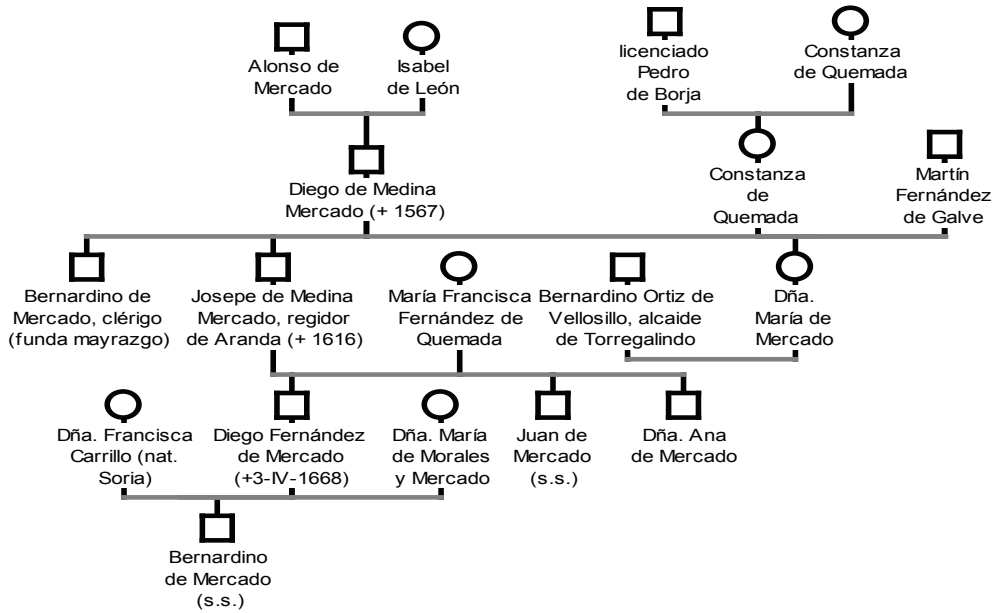 Alonso de
Mercado
Isabel
de León
licenciado
Pedro
de Borja
Constanza
de Quemada
Diego de Medina
Mercado (+ 1567)
Constanza
de
Quemada
Martín
Fernández
de Galve
Bernardino de
Mercado, clérigo
(funda mayrazgo)
Josepe de Medina
Mercado, regidor
de Aranda (+ 1616)
María Francisca
Fernández de
Quemada
Bernardino Ortiz de
Vellosillo, alcaide
de Torregalindo
Dña.
María de
Mercado
Dña. Francisca
Carrillo (nat.
Soria)
Diego Fernández
de Mercado
(+3-IV-1668)
Dña. María
de Morales
y Mercado
Juan de
Mercado
(s.s.)
Dña. Ana
de Mercado
Bernardino
de Mercado
(s.s.)